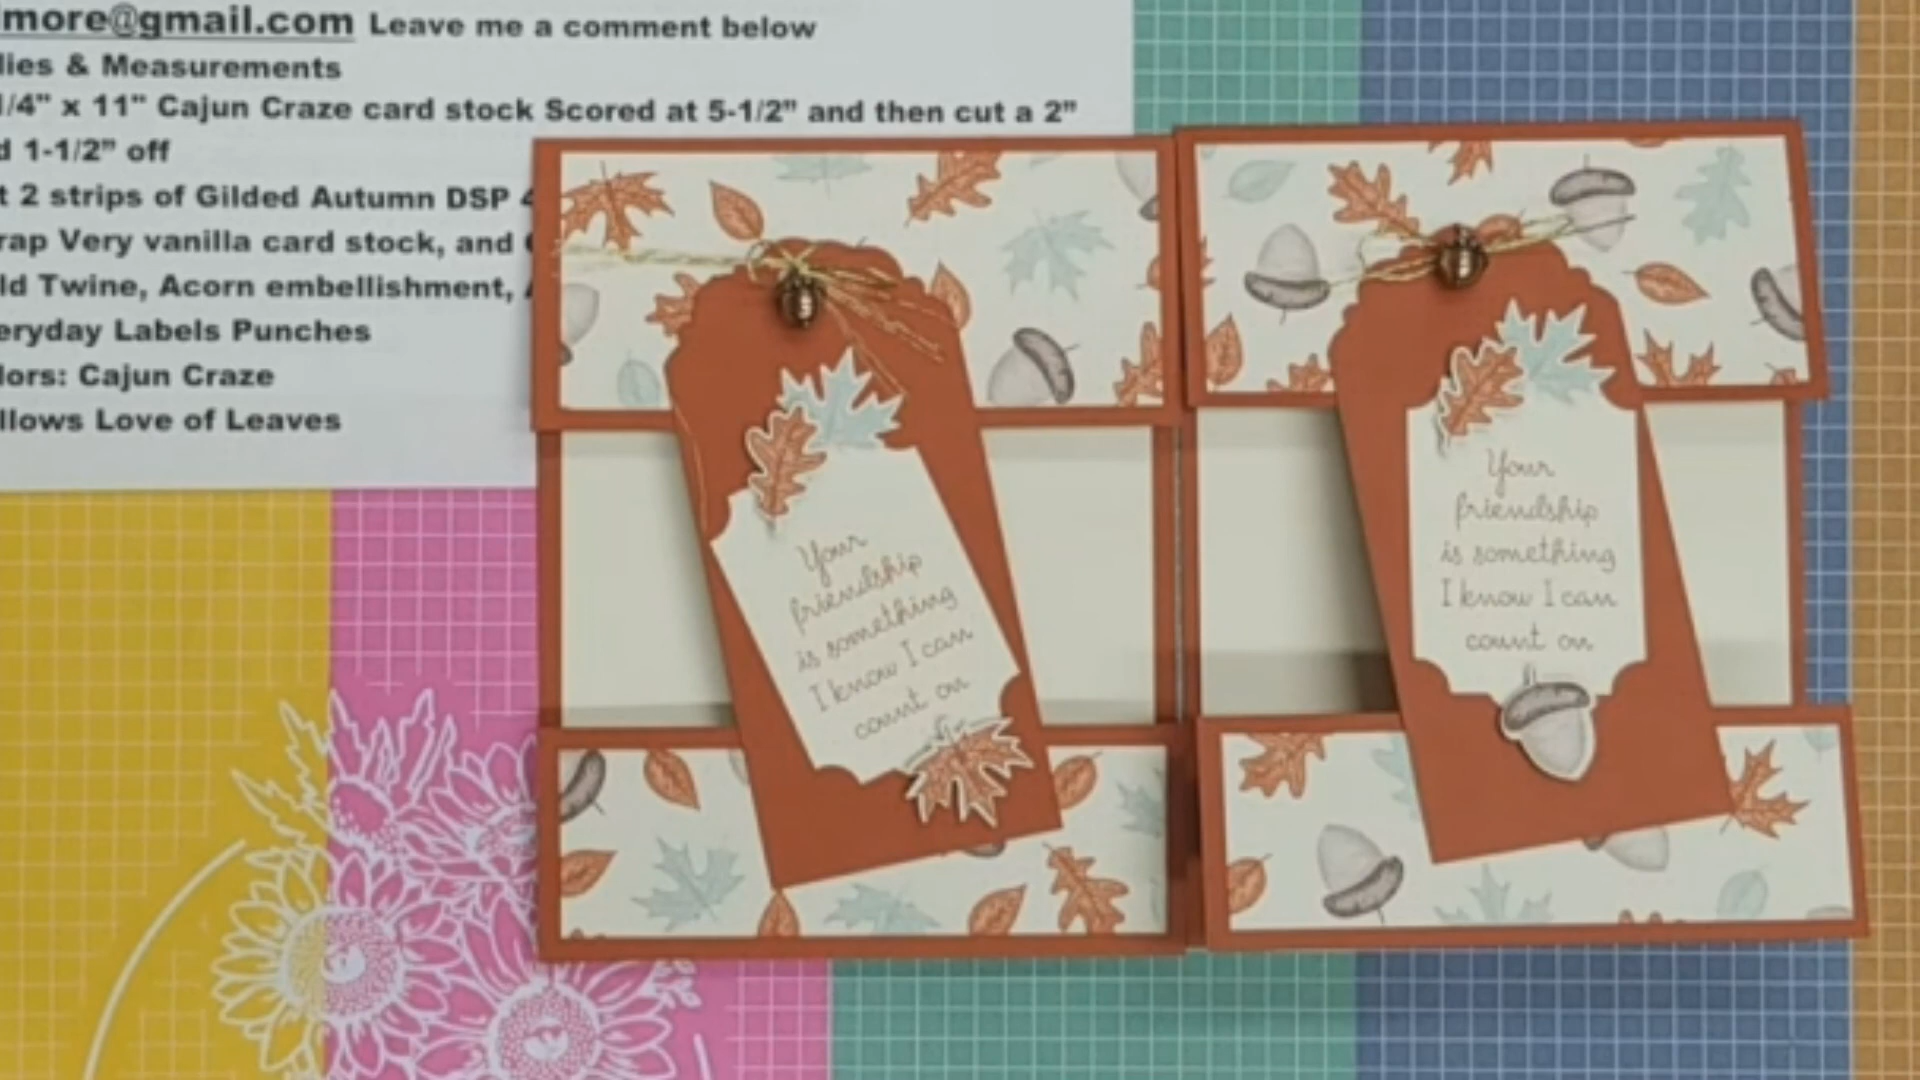 more@gmail.com Leave me a comment below
lies & Measurements
1/4" x 11" Cajun Craze card stock Scored at 5-1/2" and then cut a 2"
d 1-1/2" off
t 2 strips of Gilded Autumn DSP 4
rap Very vanilla card stock, and
ld Twine, Acorn embellishment,
eryday Labels Punches
lors: Cajun Craze
llows Love of Leaves
Your
friendship
is something
I know I can
count on
Your
friendship
is something
I know I can
count on